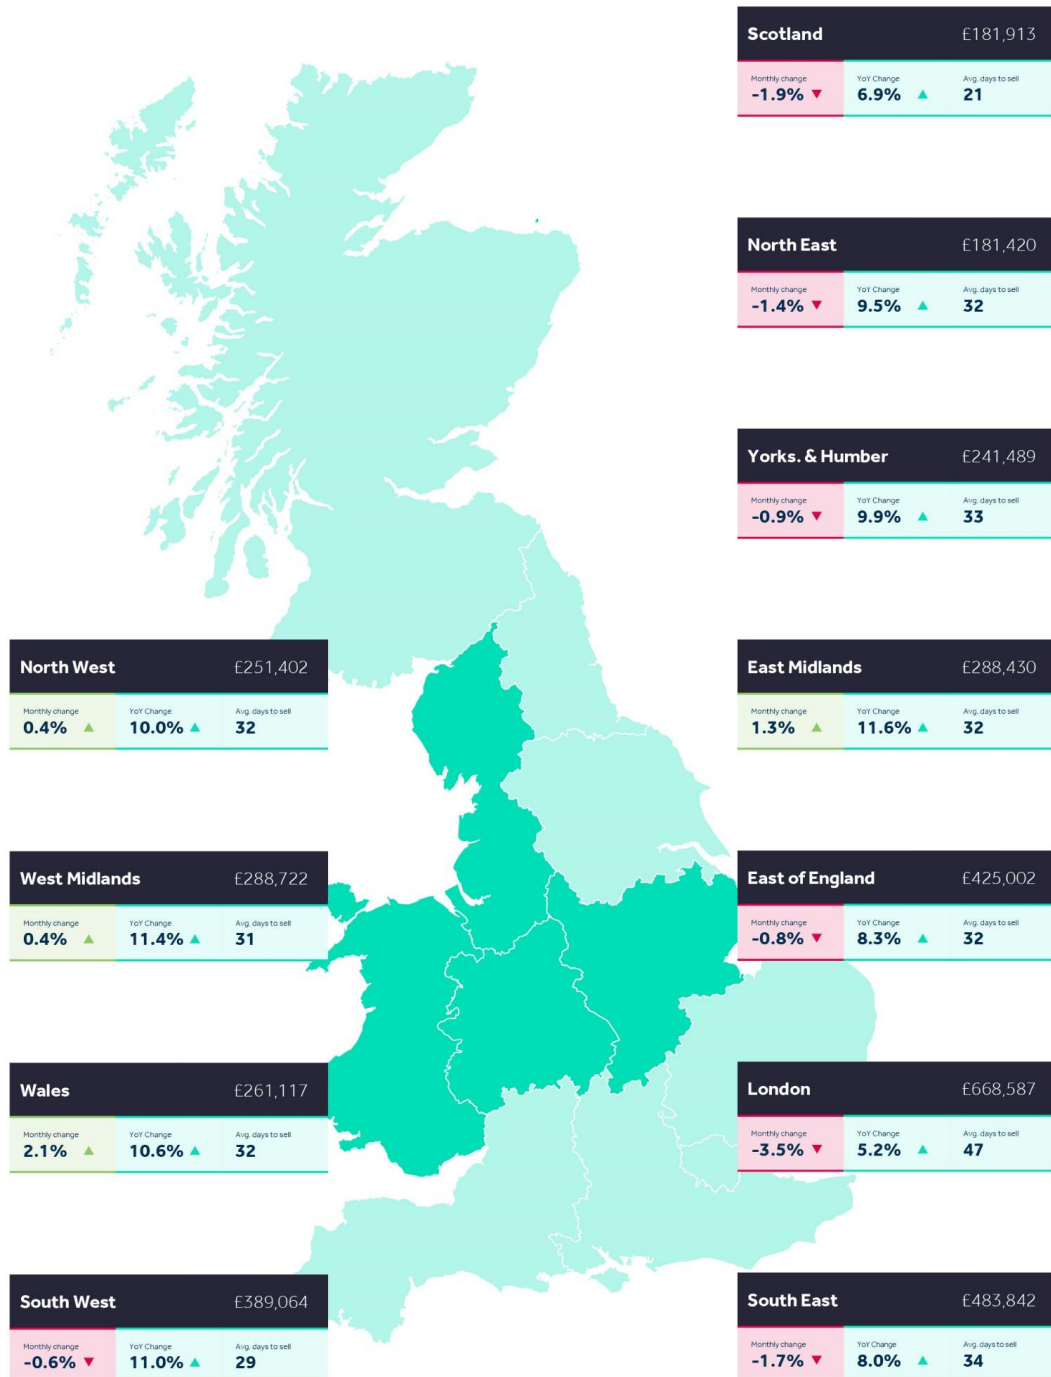 Scotland £181,913
Monthly change YoY Change Avg. days to sell
-1.9% ▼ 6.9% ▲ 21
North East £181,420
Monthly change YoY Change Avg. days to sell
-1.4% ▼ 9.5% ▲ 32
Yorks. & Humber £241,489
Monthly change YoY Change Avg. days to sell
-0.9% ▼ 9.9% ▲ 33
North West £251,402
Monthly change YoY Change Avg. days to sell
0.4% ▲ 10.0% ▲ 32
East Midlands £288,430
Monthly change YoY Change Avg. days to sell
1.3% ▲ 11.6% ▲ 32
West Midlands £288,722
Monthly change YoY Change Avg. days to sell
0.4% ▲ 11.4% ▲ 31
East of England £425,002
Monthly change YoY Change Avg. days to sell
-0.8% ▼ 8.3% ▲ 32
Wales £261,117
Monthly change YoY Change Avg. days to sell
2.1% ▲ 10.6% ▲ 32
London £668,587
Monthly change YoY Change Avg. days to sell
-3.5% ▼ 5.2% ▲ 47
South West £389,064
Monthly change YoY Change Avg. days to sell
-0.6% ▼ 11.0% ▲ 29
South East £483,842
Monthly change YoY Change Avg. days to sell
-1.7% ▼ 8.0% ▲ 34